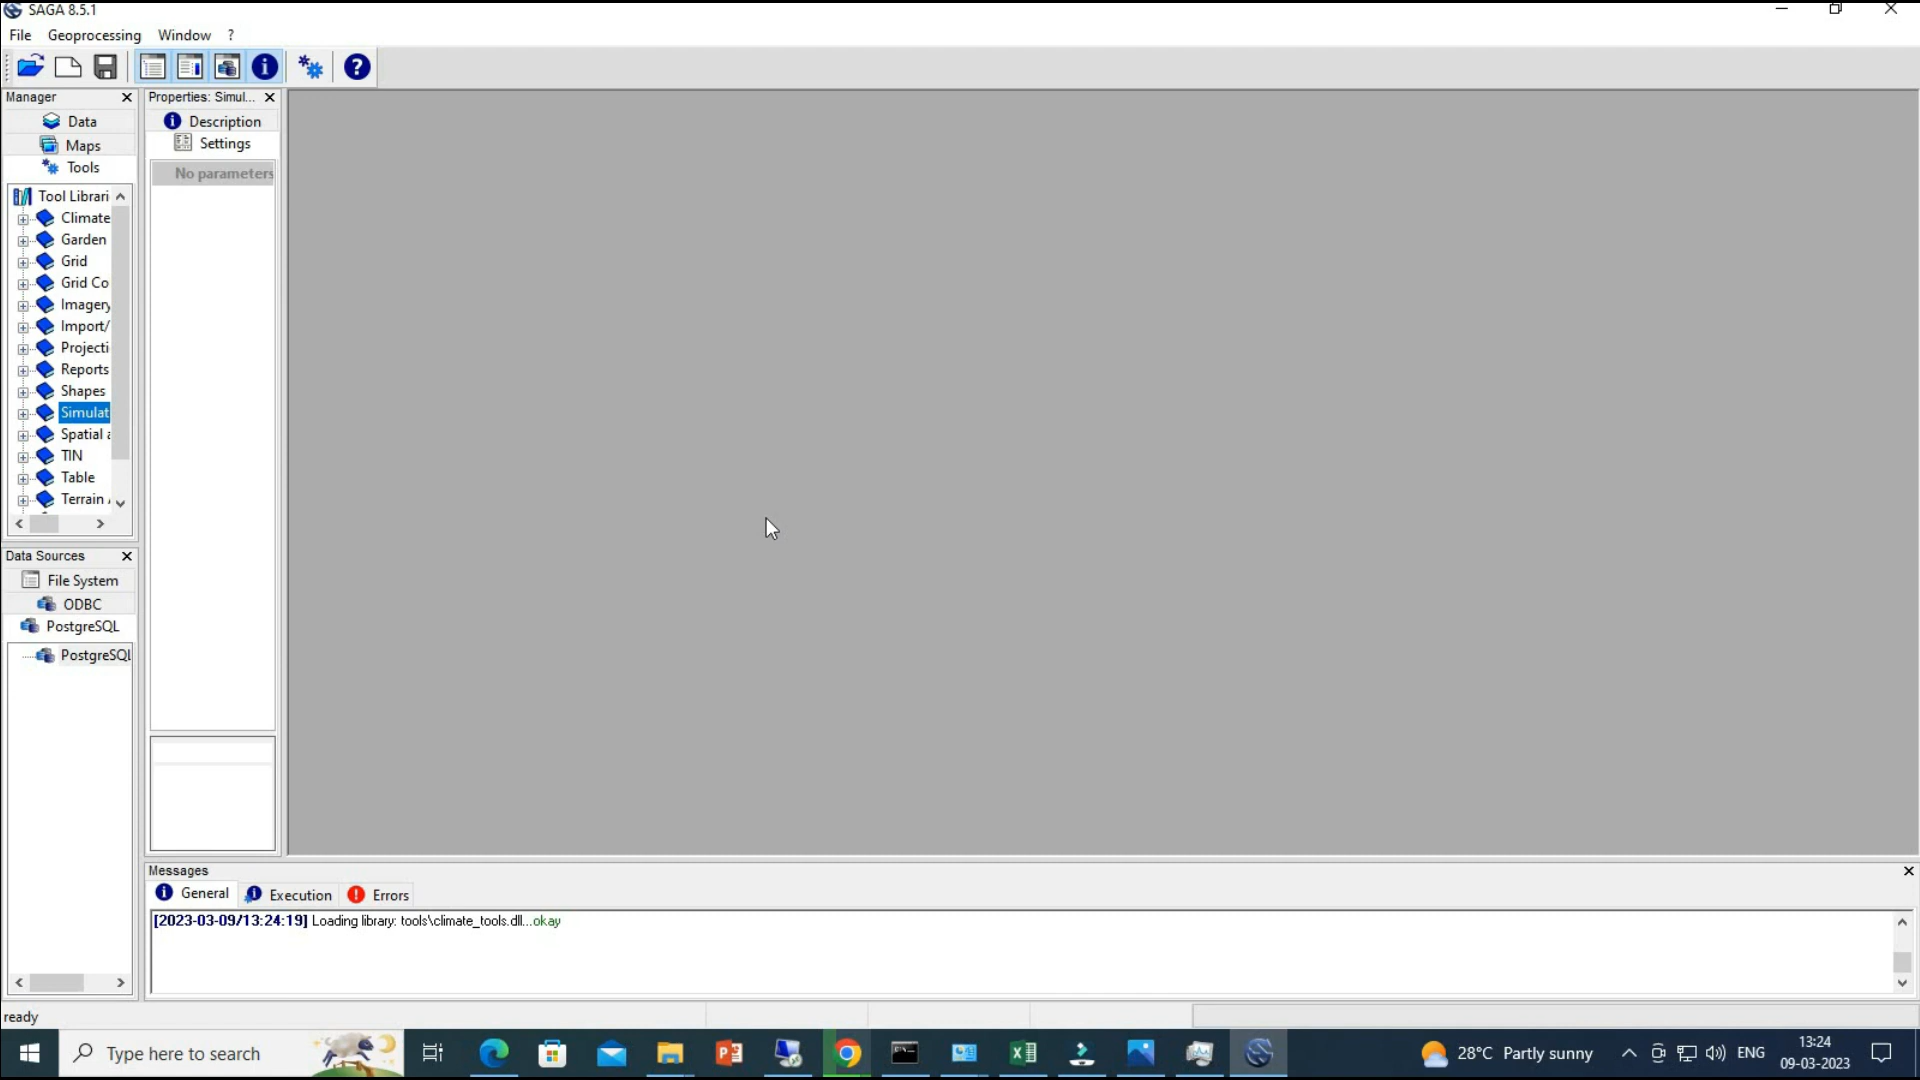 SAGA 8.5.1
File Geoprocessing Window ?
Manager
Data
Maps
Tools
Tool Librari
Climate
Garden
Grid
Grid Co
Imagery
Import/
Projecti
Reports
Shapes
Simulat
Spatial a
TIN
Table
Terrain
Data Sources
File System
ODBC
PostgreSQL
PostgreSQL
Properties: Simul...
Description
Settings
No parameters
Messages
General Execution Errors
[2023-03-09/13:24:19] Loading library: tools\climate_tools.dll...okay
ready
Type here to search
28°C Partly sunny
ENG
13:24
09-03-2023